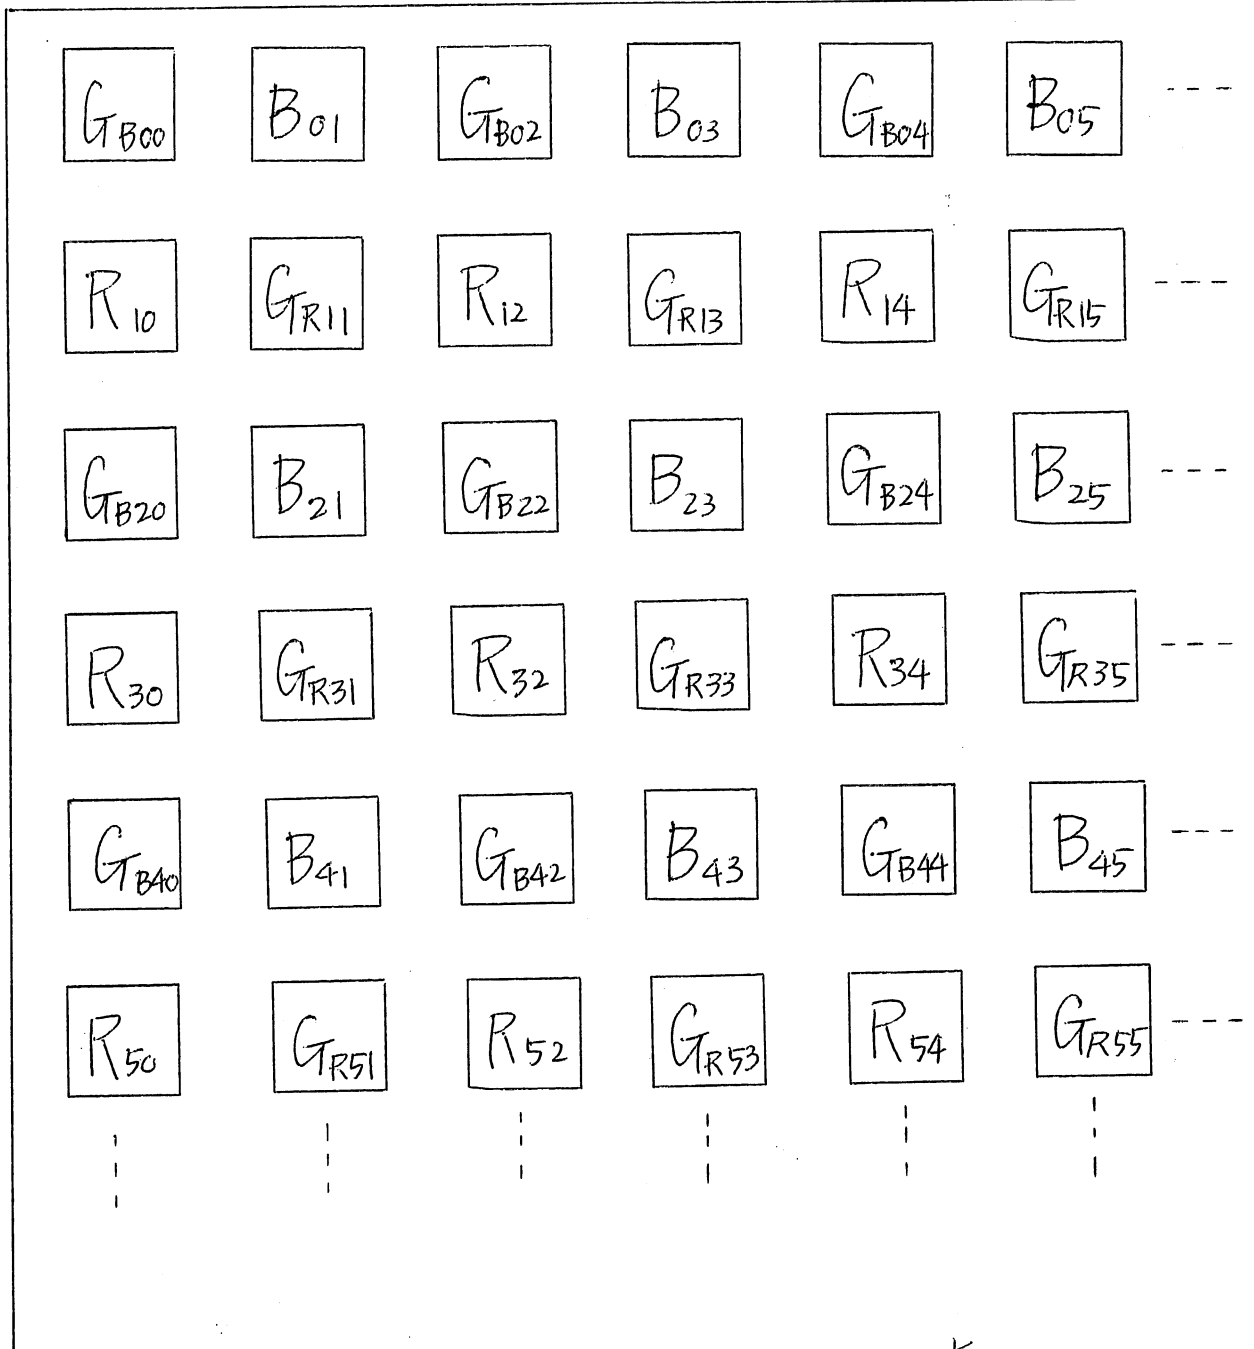 GB00 B01 GB02 B03 GB04 B05
R10 GR11 R12 GR13 R14 GR15
GB20 B21 GB22 B23 GB24 B25
R30 GR31 R32 GR33 R34 GR35
GB40 B41 GB42 B43 GB44 B45
R50 GR51 R52 GR53 R54 GR55